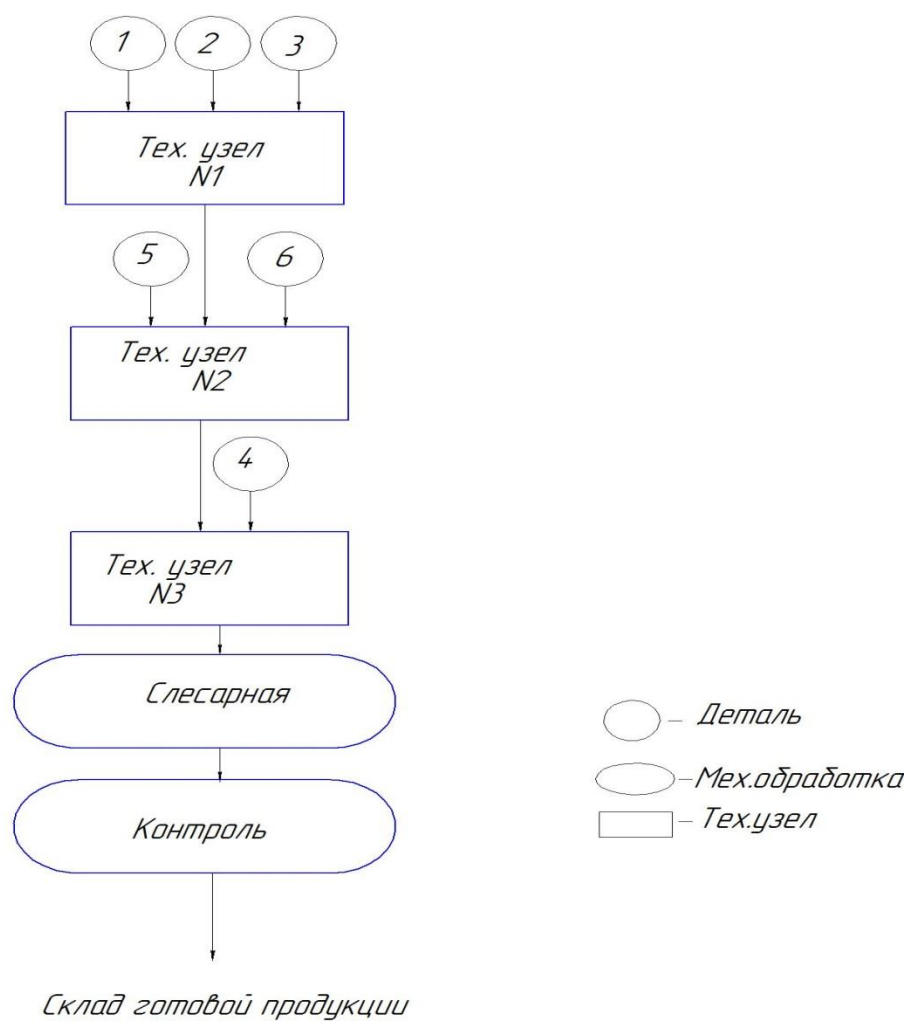 1 2 3
Тех. узел
N1
5 6
Тех. узел
N2
4
Тех. узел
N3
Слесарная
Контроль
Склад готовой продукции
– Деталь
– Мех.обработка
– Тех.узел